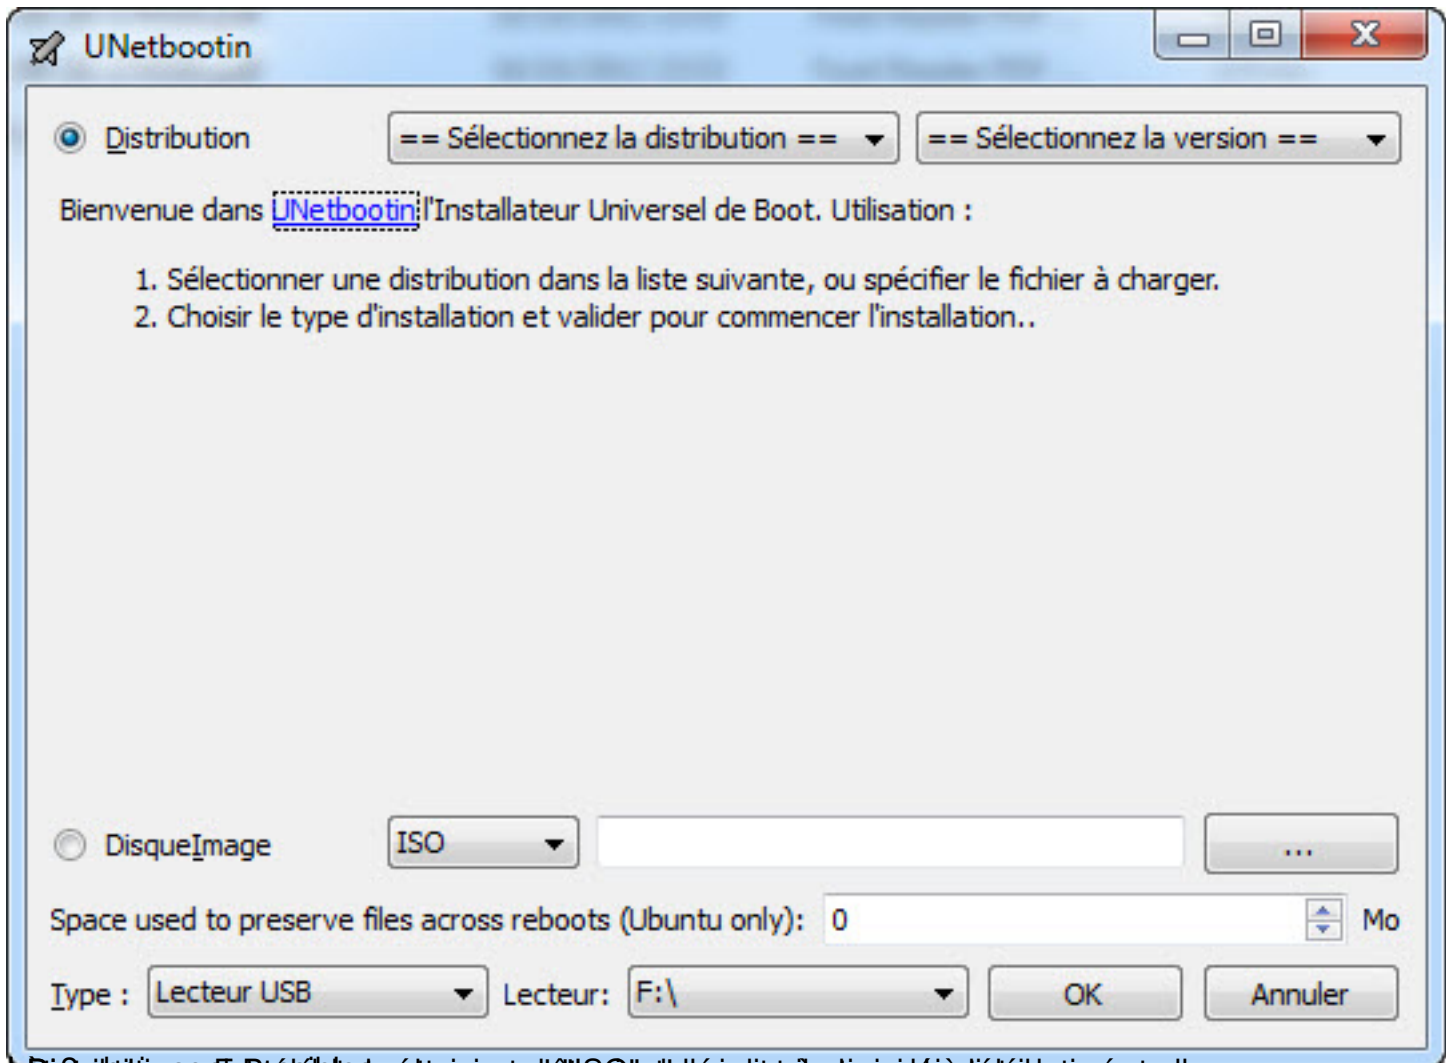 UNetbootin
Distribution == Sélectionnez la distribution == == Sélectionnez la version ==
Bienvenue dans UNetbootin l'Installateur Universel de Boot. Utilisation :
1. Sélectionner une distribution dans la liste suivante, ou spécifier le fichier à charger.
2. Choisir le type d'installation et valider pour commencer l'installation..
DisqueImage ISO ...
Space used to preserve files across reboots (Ubuntu only): 0 Mo
Type : Lecteur USB Lecteur: F:\ OK Annuler